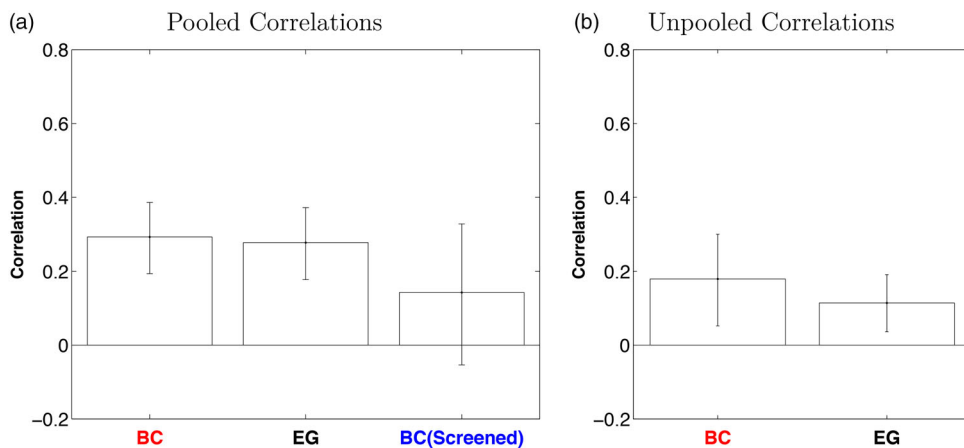 (a) Pooled Correlations
0.8
0.6
0.4
0.2
0
−0.2
Correlation
BC EG BC(Screened)
(b) Unpooled Correlations
0.8
0.6
0.4
0.2
0
−0.2
Correlation
BC EG